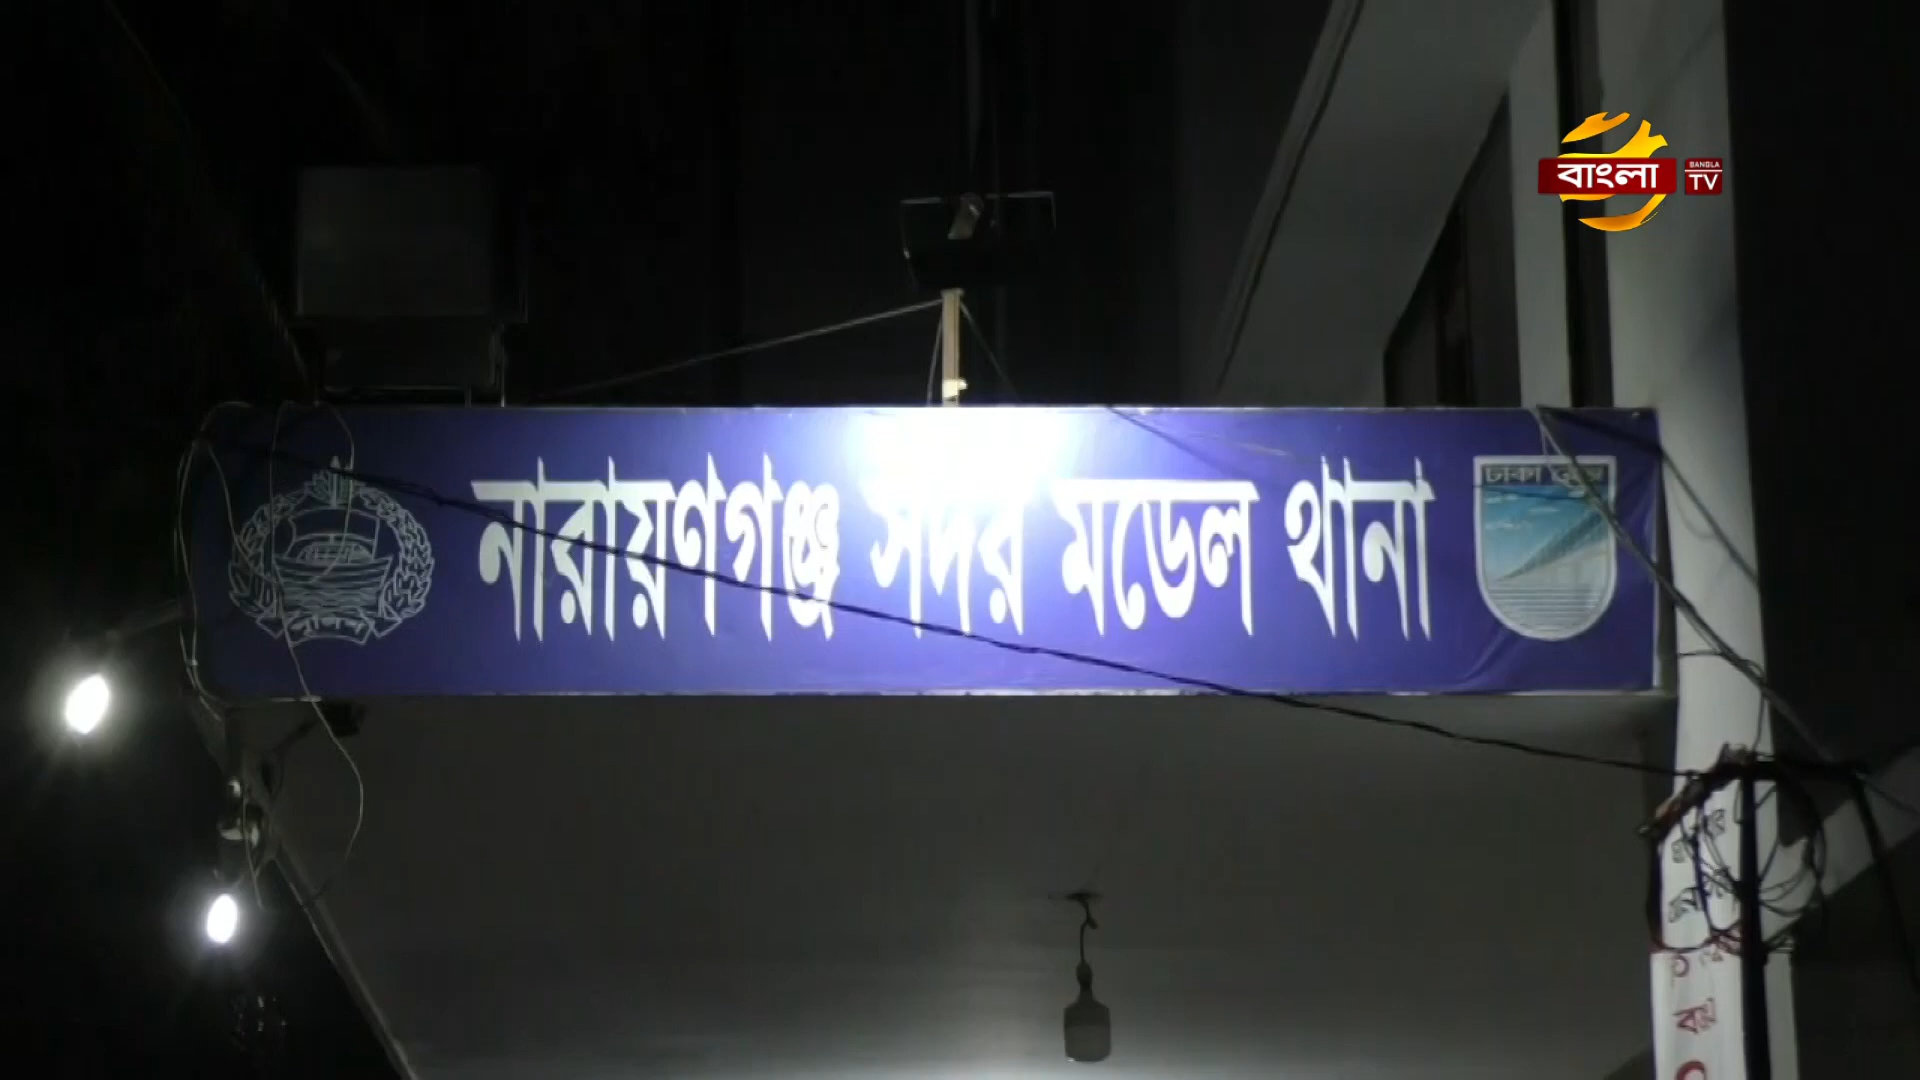 বাংলা
BANGLA
TV
ঢাকা রেঞ্জ
নারায়ণগঞ্জ সদর মডেল থানা
পুলিশ